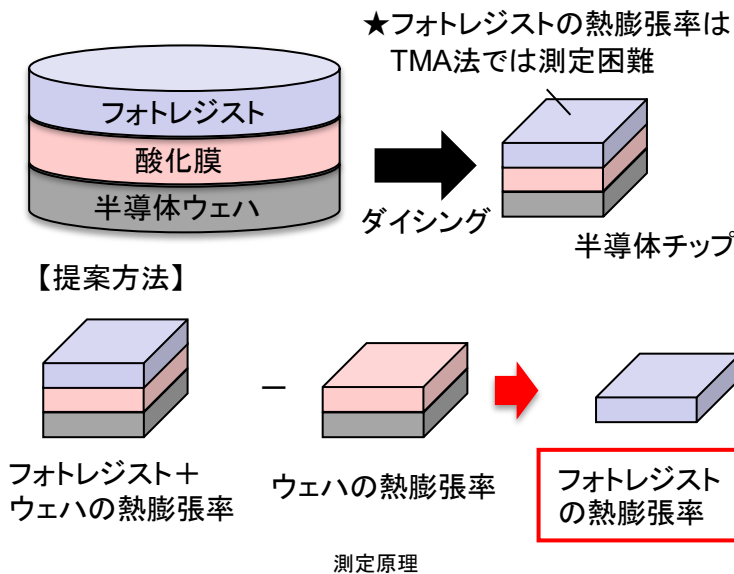 ★フォトレジストの熱膨張率は
TMA法では測定困難
フォトレジスト
酸化膜
半導体ウェハ
ダイシング
半導体チップ
【提案方法】
－
フォトレジスト＋
ウェハの熱膨張率
ウェハの熱膨張率
フォトレジスト
の熱膨張率
測定原理